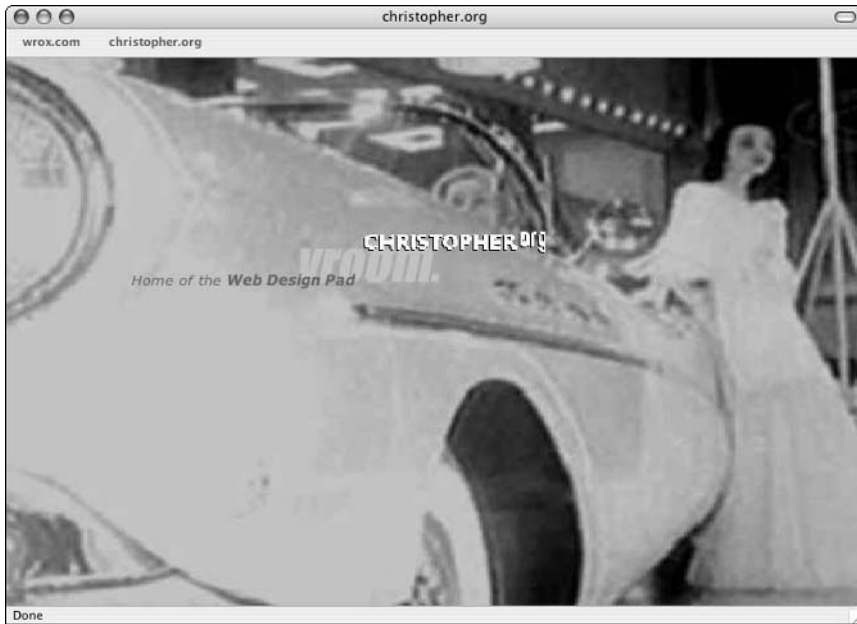 christopher.org
wrox.com christopher.org
CHRISTOPHER org
vroom.
Home of the Web Design Pad
Done